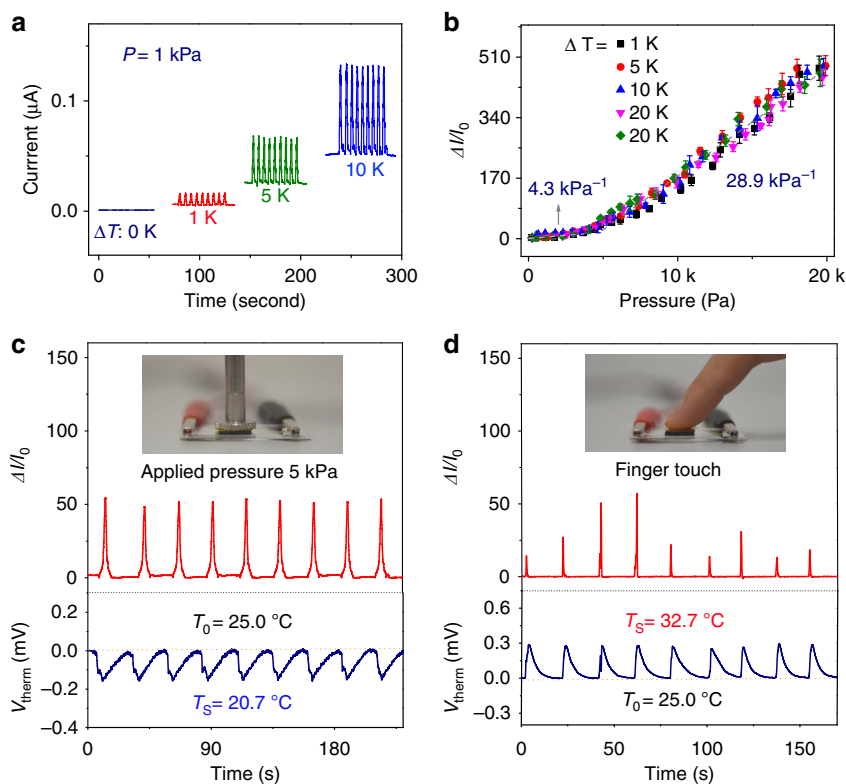 a
P = 1 kPa
0.1
0.0
Currrent (μA)
ΔT: 0 K
1 K
5 K
10 K
0
100
200
300
Time (second)
b
Δ T =
1 K
5 K
10 K
20 K
20 K
510
340
170
0
ΔI/I0
4.3 kPa⁻¹
28.9 kPa⁻¹
10 k
20 k
Pressure (Pa)
c
150
100
50
0
ΔI/I0
Applied pressure 5 kPa
0.2
0.0
−0.2
−0.4
Vtherm (mV)
T0 = 25.0 °C
TS = 20.7 °C
0
90
180
Time (s)
d
150
100
50
0
ΔI/I0
Finger touch
0.6
0.3
0.0
−0.3
Vtherm (mV)
TS = 32.7 °C
T0 = 25.0 °C
0
50
100
150
Time (s)